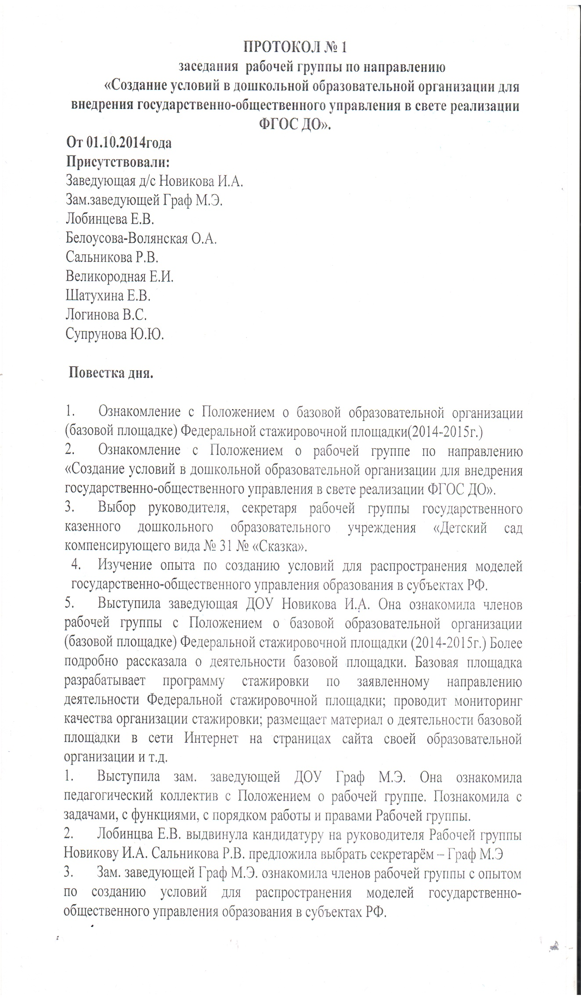 ПРОТОКОЛ № 1
заседания рабочей группы по направлению
«Создание условий в дошкольной образовательной организации для
внедрения государственно-общественного управления в свете реализации
ФГОС ДО».
От 01.10.2014года
Присутствовали:
Заведующая д/с Новикова И.А.
Зам.заведующей Граф М.Э.
Лобинцева Е.В.
Белоусова-Волянская О.А.
Сальникова Р.В.
Великородная Е.И.
Шатухина Е.В.
Логинова В.С.
Супрунова Ю.Ю.
Повестка дня.
1. Ознакомление с Положением о базовой образовательной организации
(базовой площадке) Федеральной стажировочной площадки(2014-2015г.)
2. Ознакомление с Положением о рабочей группе по направлению
«Создание условий в дошкольной образовательной организации для внедрения
государственно-общественного управления в свете реализации ФГОС ДО».
3. Выбор руководителя, секретаря рабочей группы государственного
казенного дошкольного образовательного учреждения «Детский сад
компенсирующего вида № 31 № «Сказка».
4. Изучение опыта по созданию условий для распространения моделей
государственно-общественного управления образования в субъектах РФ.
5. Выступила заведующая ДОУ Новикова И.А. Она ознакомила членов
рабочей группы с Положением о базовой образовательной организации
(базовой площадке) Федеральной стажировочной площадки (2014-2015г.) Более
подробно рассказала о деятельности базовой площадки. Базовая площадка
разрабатывает программу стажировки по заявленному направлению
деятельности Федеральной стажировочной площадки; проводит мониторинг
качества организации стажировки; размещает материал о деятельности базовой
площадки в сети Интернет на страницах сайта своей образовательной
организации и т.д.
1. Выступила зам. заведующей ДОУ Граф М.Э. Она ознакомила
педагогический коллектив с Положением о рабочей группе. Познакомила с
задачами, с функциями, с порядком работы и правами Рабочей группы.
2. Лобинцва Е.В. выдвинула кандидатуру на руководителя Рабочей группы
Новикову И.А. Сальникова Р.В. предложила выбрать секретарём – Граф М.Э
3. Зам. заведующей Граф М.Э. ознакомила членов рабочей группы с опытом
по созданию условий для распространения моделей государственно-
общественного управления образования в субъектах РФ.